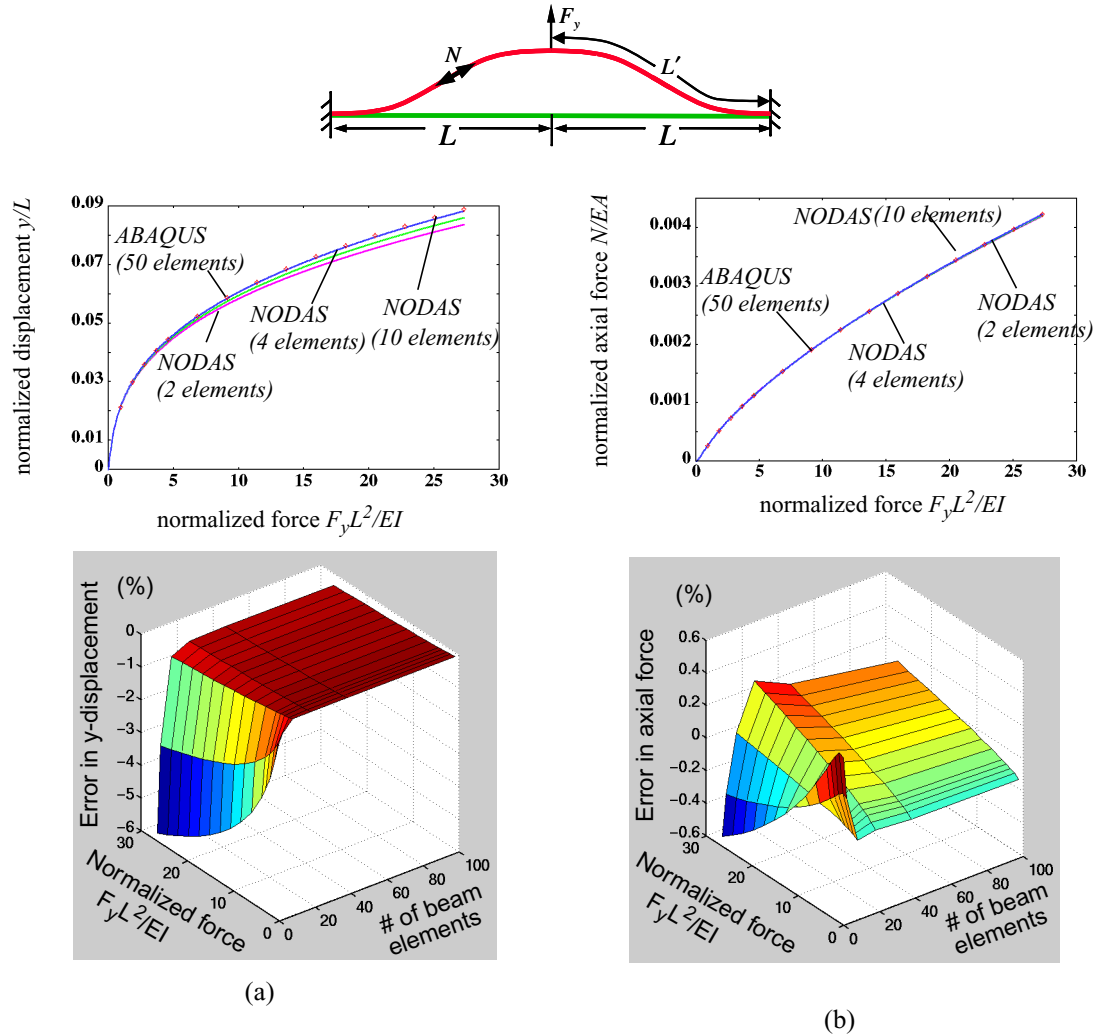 F_y
N
L′
L
L
normalized displacement y/L
0.09
0.07
0.05
0.03
0.01
0
0
5
10
15
20
25
30
ABAQUS
(50 elements)
NODAS
(2 elements)
NODAS
(4 elements)
NODAS
(10 elements)
normalized force F_yL^2/EI
normalized axial force N/EA
0.004
0.003
0.002
0.001
0
0
5
10
15
20
25
30
NODAS (10 elements)
ABAQUS
(50 elements)
NODAS
(4 elements)
NODAS
(2 elements)
normalized force F_yL^2/EI
(%)
Error in y-displacement
0
−1
−2
−3
−4
−5
−6
30
20
10
0
0
20
40
60
80
100
Normalized force
F_yL^2/EI
# of beam
elements
(a)
(%)
Error in axial force
0.6
0.4
0.2
0
−0.2
−0.4
−0.6
30
20
10
0
0
20
40
60
80
100
Normalized force
F_yL^2/EI
# of beam
elements
(b)